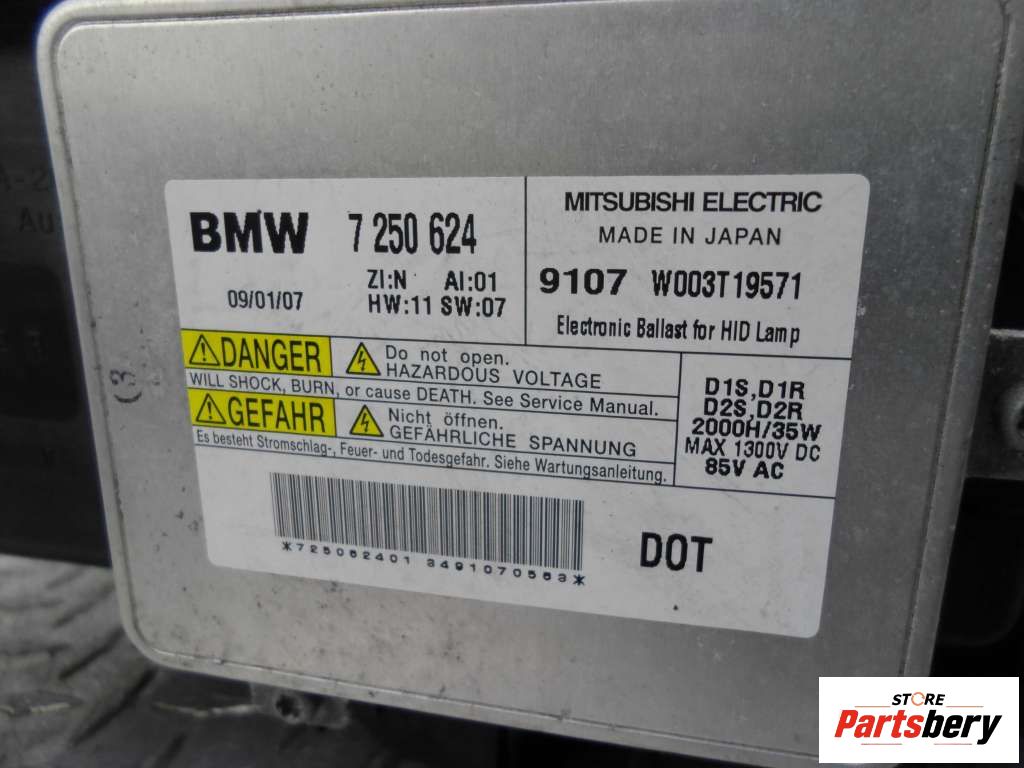 BMW 7 250 624
ZI:N AI:01
09/01/07 HW:11 SW:07
MITSUBISHI ELECTRIC
MADE IN JAPAN
9107 W003T19571
Electronic Ballast for HID Lamp
DANGER Do not open.
HAZARDOUS VOLTAGE
WILL SHOCK, BURN, or cause DEATH. See Service Manual.
GEFAHR Nicht öffnen.
GEFÄHRLICHE SPANNUNG
Es besteht Stromschlag-, Feuer- und Todesgefahr. Siehe Wartungsanleitung.
D1S,D1R
D2S,D2R
2000H/35W
MAX 1300V DC
85V AC
*725062401 3491070563*
DOT
STORE
Partsbery